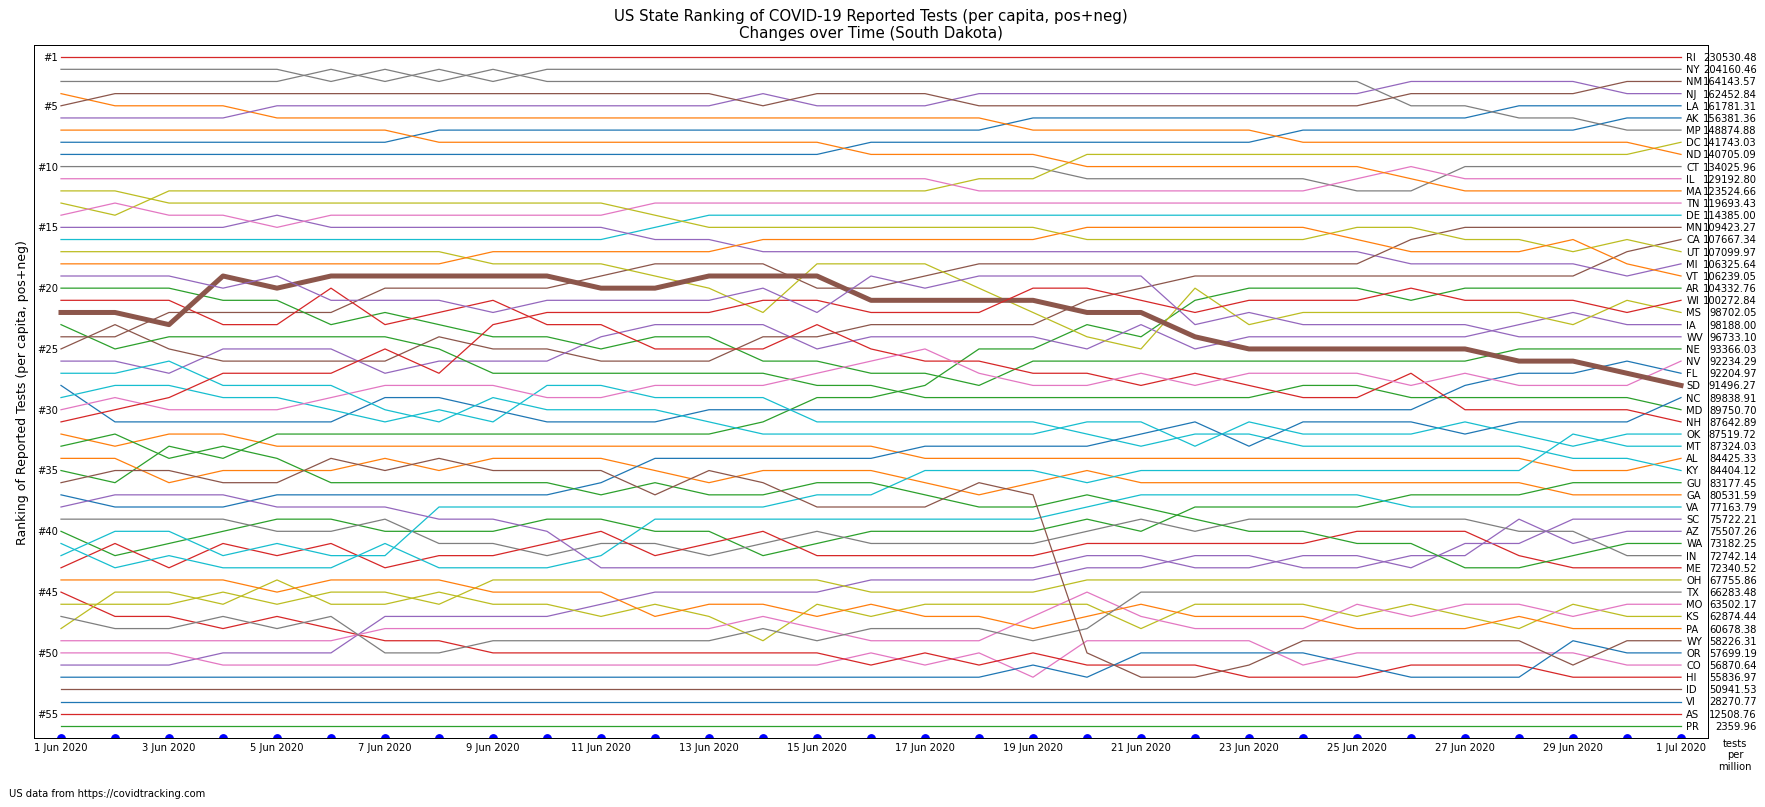 US State Ranking of COVID-19 Reported Tests (per capita, pos+neg)
Changes over Time (South Dakota)
Ranking of Reported Tests (per capita, pos+neg)
#1
#5
#10
#15
#20
#25
#30
#35
#40
#45
#50
#55
RI 230530.48
NY 204160.46
NM 164143.57
NJ 162452.84
LA 161781.31
AK 156381.36
MP 148874.88
DC 141743.03
ND 140705.09
CT 134025.96
IL 129192.80
MA 123524.66
TN 119693.43
DE 114385.00
MN 109423.27
CA 107667.34
UT 107099.97
MI 106325.64
VT 106239.05
AR 104332.76
WI 100272.84
MS 98702.05
IA 98188.00
WV 96733.10
NE 93366.03
NV 92234.29
FL 92204.97
SD 91496.27
NC 89838.91
MD 89750.70
NH 87642.89
OK 87519.72
MT 87324.03
AL 84425.33
KY 84404.12
GU 83177.45
GA 80531.59
VA 77163.79
SC 75722.21
AZ 75507.26
WA 73182.25
IN 72742.14
ME 72340.52
OH 67755.86
TX 66283.48
MO 63502.17
KS 62874.44
PA 60678.38
WY 58226.31
OR 57699.19
CO 56870.64
HI 55836.97
ID 50941.53
VI 28270.77
AS 12508.76
PR 2359.96
1 Jun 2020 3 Jun 2020 5 Jun 2020 7 Jun 2020 9 Jun 2020 11 Jun 2020 13 Jun 2020 15 Jun 2020 17 Jun 2020 19 Jun 2020 21 Jun 2020 23 Jun 2020 25 Jun 2020 27 Jun 2020 29 Jun 2020 1 Jul 2020
tests
per
million
US data from https://covidtracking.com